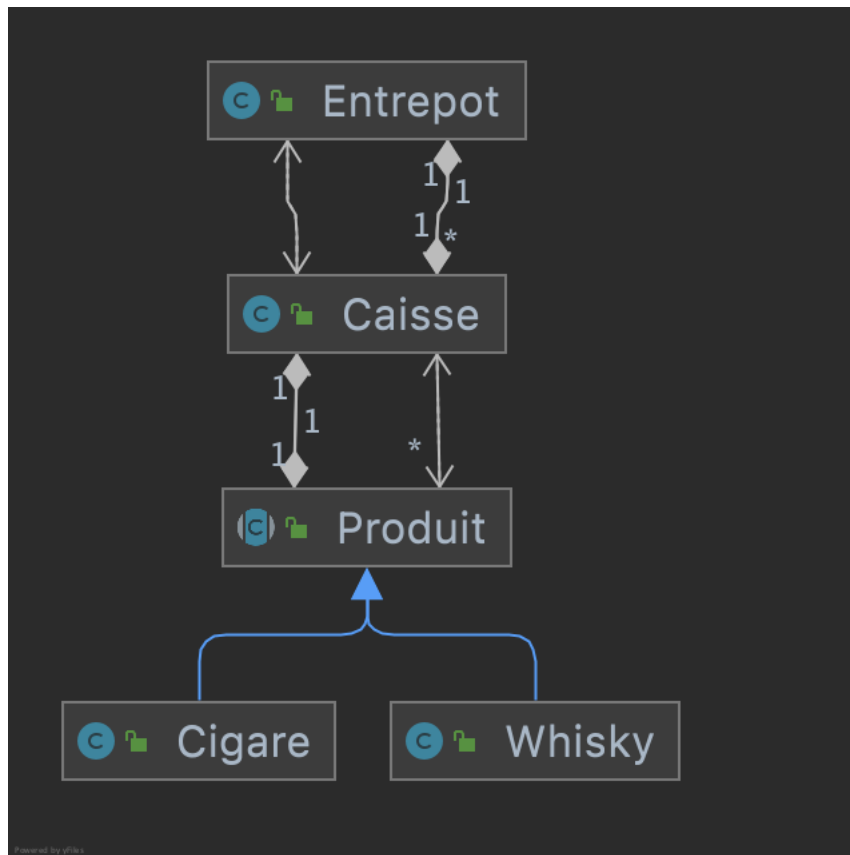 C Entrepot
1 1
1 *
C Caisse
1
1
1 *
C Produit
C Cigare C Whisky
Powered by yFiles